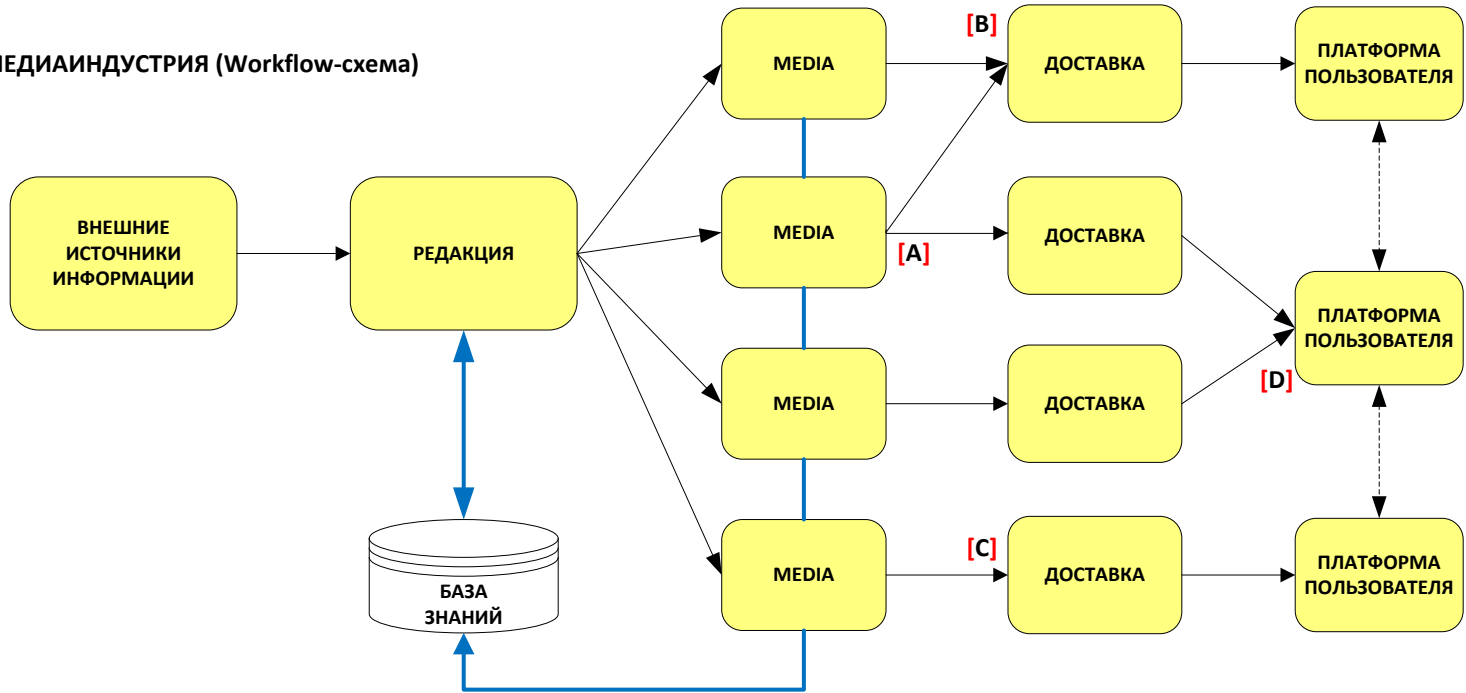 ЕДИАИНДУСТРИЯ (Workflow-схема)
[B]
MEDIA
ДОСТАВКА
ПЛАТФОРМА
ПОЛЬЗОВАТЕЛЯ
ВНЕШНИЕ
ИСТОЧНИКИ
ИНФОРМАЦИИ
РЕДАКЦИЯ
MEDIA
[A]
ДОСТАВКА
ПЛАТФОРМА
ПОЛЬЗОВАТЕЛЯ
[D]
MEDIA
ДОСТАВКА
БАЗА
ЗНАНИЙ
MEDIA
[C]
ДОСТАВКА
ПЛАТФОРМА
ПОЛЬЗОВАТЕЛЯ